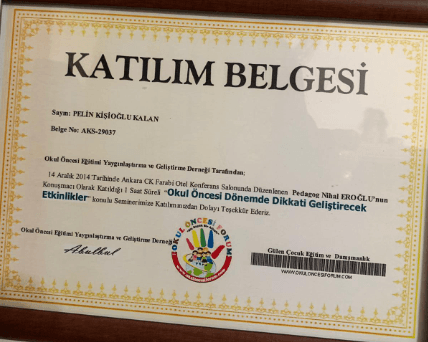 KATILIM BELGESİ
Sayın: PELİN KİŞİOĞLU KALAN
Belge No: AKS-29037
Okul Öncesi Eğitimi Yaygınlaştırma ve Geliştirme Derneği Tarafından;
14 Aralık 2014 Tarihinde Ankara CK Farabi Otel Konferans Salonunda Düzenlenen Pedagog Nihal EROĞLU'nun
Konuşmacı Olarak Katıldığı 1 Saat Süreli "Okul Öncesi Dönemde Dikkati Geliştirecek
Etkinlikler" konulu Seminerimize Katılımınızdan Dolayı Teşekkür Ederiz.
Okul Öncesi Eğitimi Yaygınlaştırma ve Geliştirme Derneği
OKUL ÖNCESİ FORUM
Gülen Çocuk Eğitim ve Danışmanlık
WWW.OKULONCESIFORUM.COM